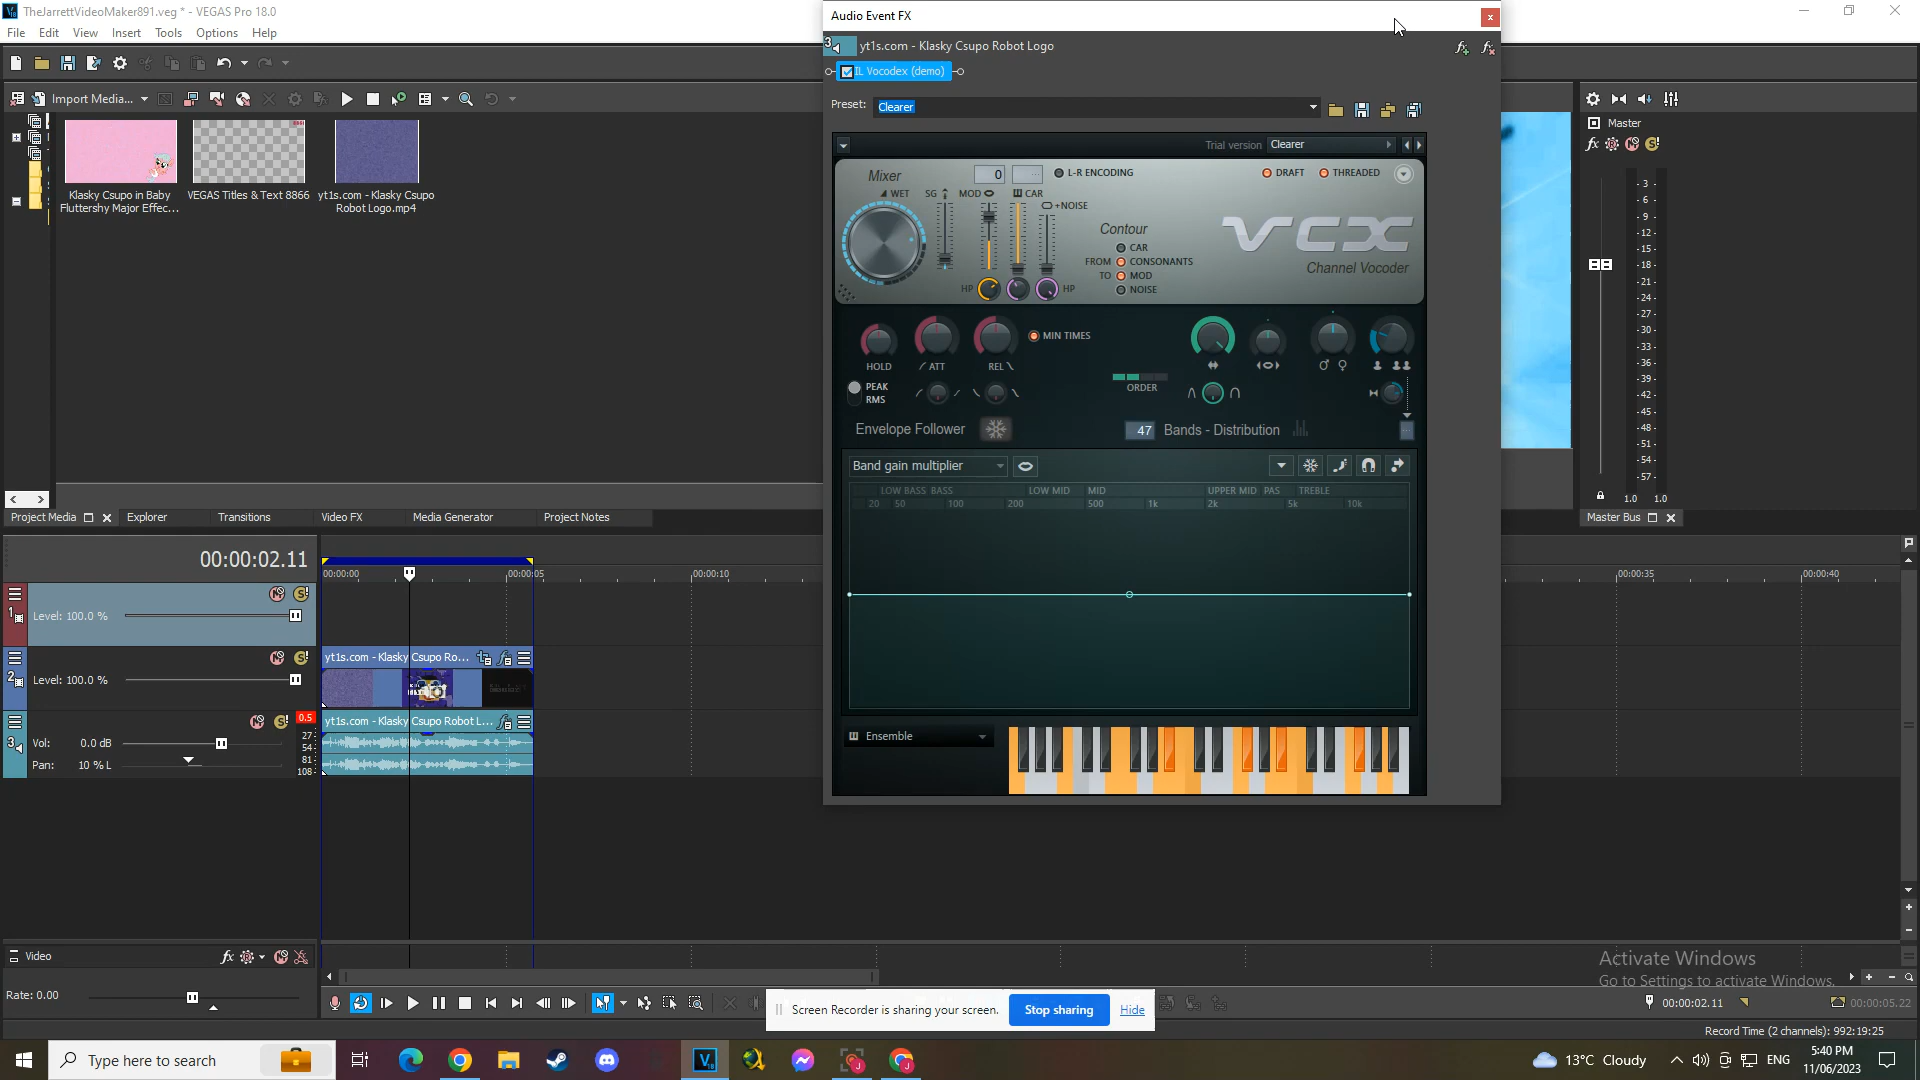 TheJarrettVideoMaker891.veg * - VEGAS Pro 18.0
File Edit View Insert Tools Options Help
Import Media...
Klasky Csupo in Baby
Fluttershy Major Effec...
VEGAS Titles & Text 8866
yt1s.com - Klasky Csupo
Robot Logo.mp4
Project Media Explorer Transitions Video FX Media Generator Project Notes
Audio Event FX
yt1s.com - Klasky Csupo Robot Logo
IL Vocodex (demo)
Preset: Clearer
Trial version Clearer
Mixer 0 L-R ENCODING DRAFT THREADED
WET SG MOD CAR
+NOISE
Contour
CAR
FROM CONSONANTS
TO MOD
NOISE
HP HP
VCX
Channel Vocoder
HOLD ATT REL MIN TIMES
PEAK
RMS
ORDER
Envelope Follower 47 Bands - Distribution
Band gain multiplier
LOW BASS BASS LOW MID MID UPPER MID PAS TREBLE
20 50 100 200 500 1k 2k 5k 10k
Ensemble
Master
-3-
-6-
-9-
-12-
-15-
-18-
-21-
-24-
-27-
-30-
-33-
-36-
-39-
-42-
-45-
-48-
-51-
-54-
-57-
1.0 1.0
Master Bus
00:00:02.11
00:00:00 00:00:05 00:00:10 00:00:35 00:00:40
1
Level: 100.0 %
2
Level: 100.0 %
yt1s.com - Klasky Csupo Ro...
3
0.5
Vol: 0.0 dB
Pan: 10 % L
27-
54-
81-
108-
yt1s.com - Klasky Csupo Robot L...
Video
Rate: 0.00
Activate Windows
Go to Settings to activate Windows.
00:00:02.11 00:00:05.22
Record Time (2 channels): 992:19:25
Screen Recorder is sharing your screen. Stop sharing Hide
Type here to search
13°C Cloudy
ENG
5:40 PM
11/06/2023